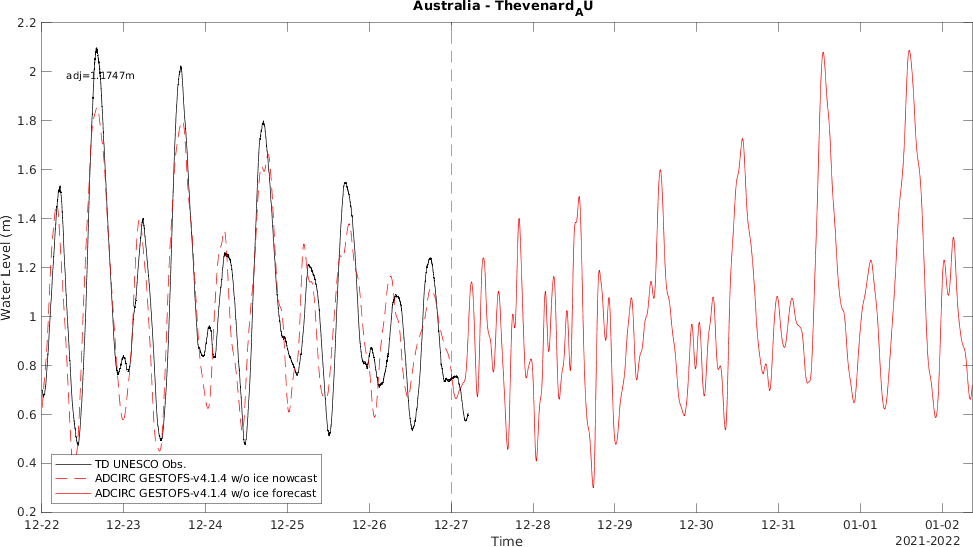 Australia - Thevenard_AU
2.2
2
adj=1.1747m
1.8
1.6
1.4
1.2
1
0.8
0.6
0.4
0.2
Water Level (m)
TD UNESCO Obs.
ADCIRC GESTOFS-v4.1.4 w/o ice nowcast
ADCIRC GESTOFS-v4.1.4 w/o ice forecast
12-22 12-23 12-24 12-25 12-26 12-27 12-28 12-29 12-30 12-31 01-01 01-02
Time
2021-2022